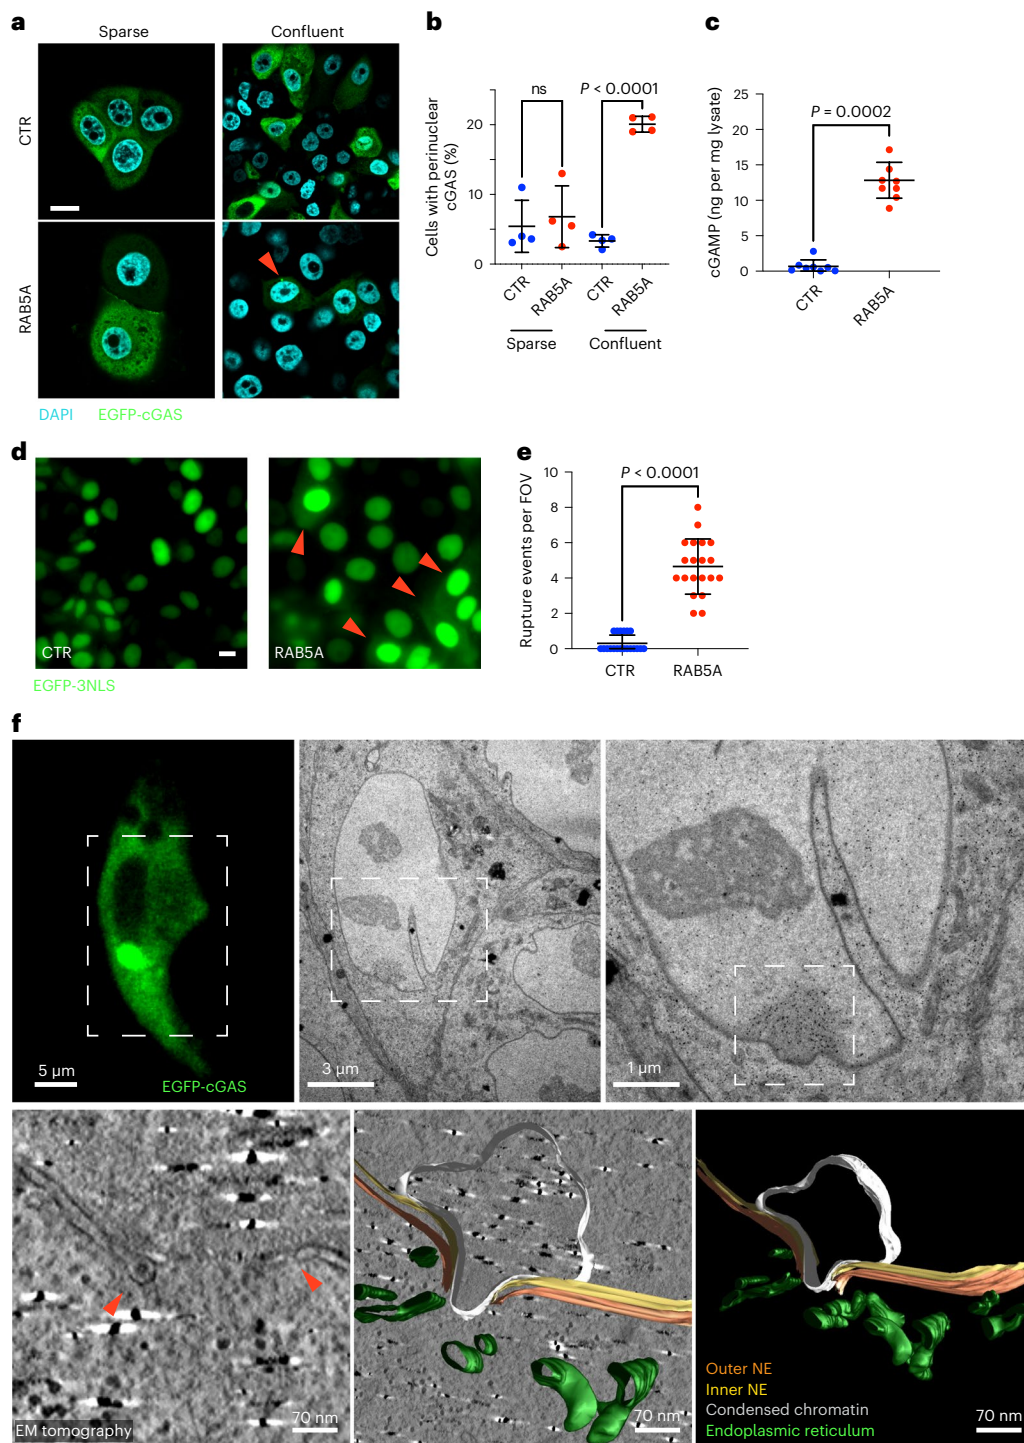 a
Sparse
Confluent
CTR
RAB5A
DAPI EGFP-cGAS
b
Cells with perinuclear
cGAS (%)
20
10
0
ns
P < 0.0001
CTR
RAB5A
CTR
RAB5A
Sparse
Confluent
c
cGAMP (ng per mg lysate)
25
20
15
10
5
0
P = 0.0002
CTR
RAB5A
d
CTR
RAB5A
EGFP-3NLS
e
Rupture events per FOV
10
8
6
4
2
0
P < 0.0001
CTR
RAB5A
f
5 µm
EGFP-cGAS
3 µm
1 µm
EM tomography
70 nm
70 nm
Outer NE
Inner NE
Condensed chromatin
Endoplasmic reticulum
70 nm